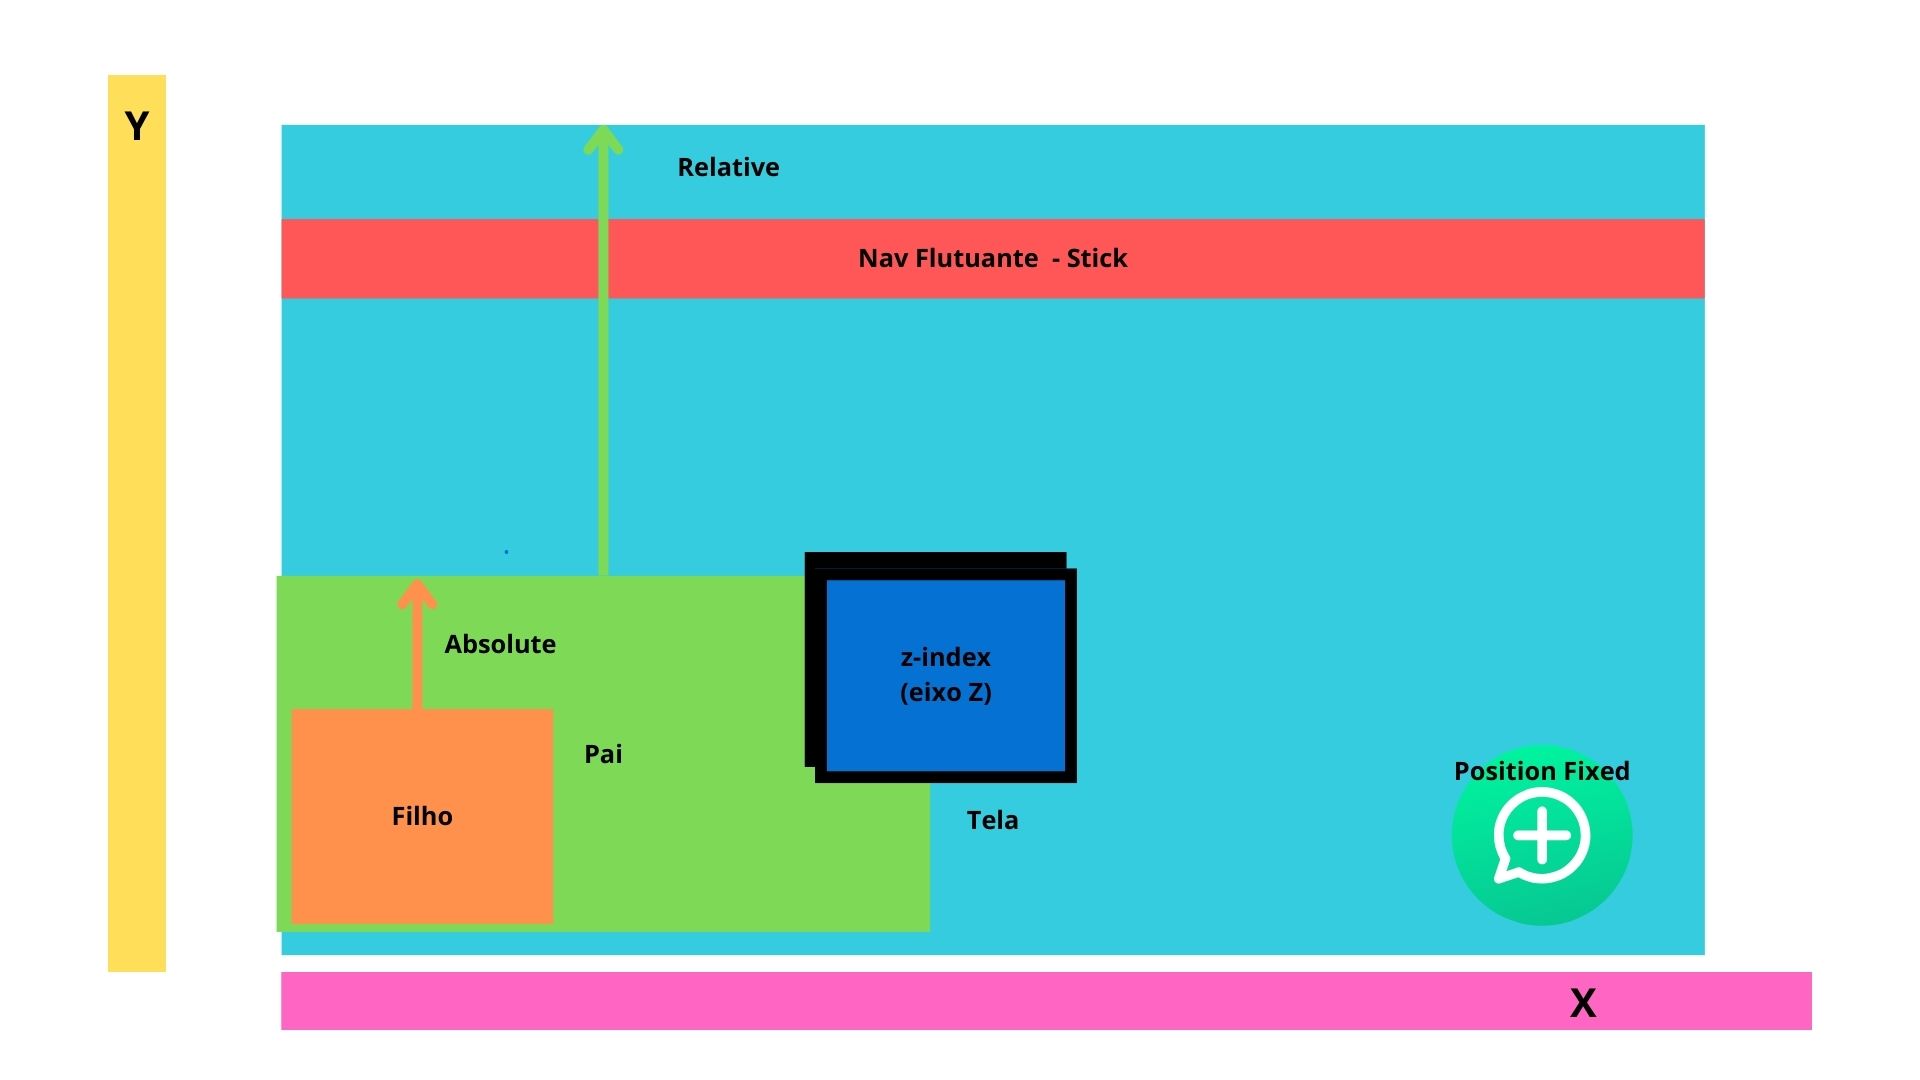 Y
Relative
Nav Flutuante - Stick
Absolute
z-index
(eixo Z)
Pai
Position Fixed
Filho
Tela
X